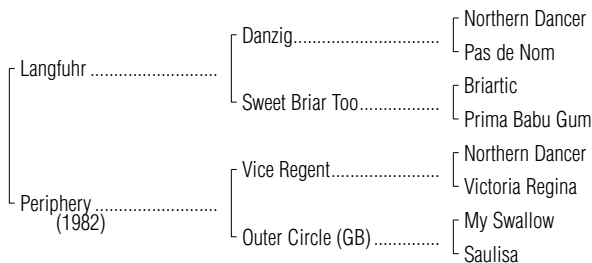 Northern Dancer
Danzig..............................
Pas de Nom
Langfuhr ..........................
Briartic
Sweet Briar Too.................
Prima Babu Gum
Northern Dancer
Vice Regent.......................
Victoria Regina
Periphery..........................
(1982)
My Swallow
Outer Circle (GB)..............
Saulisa